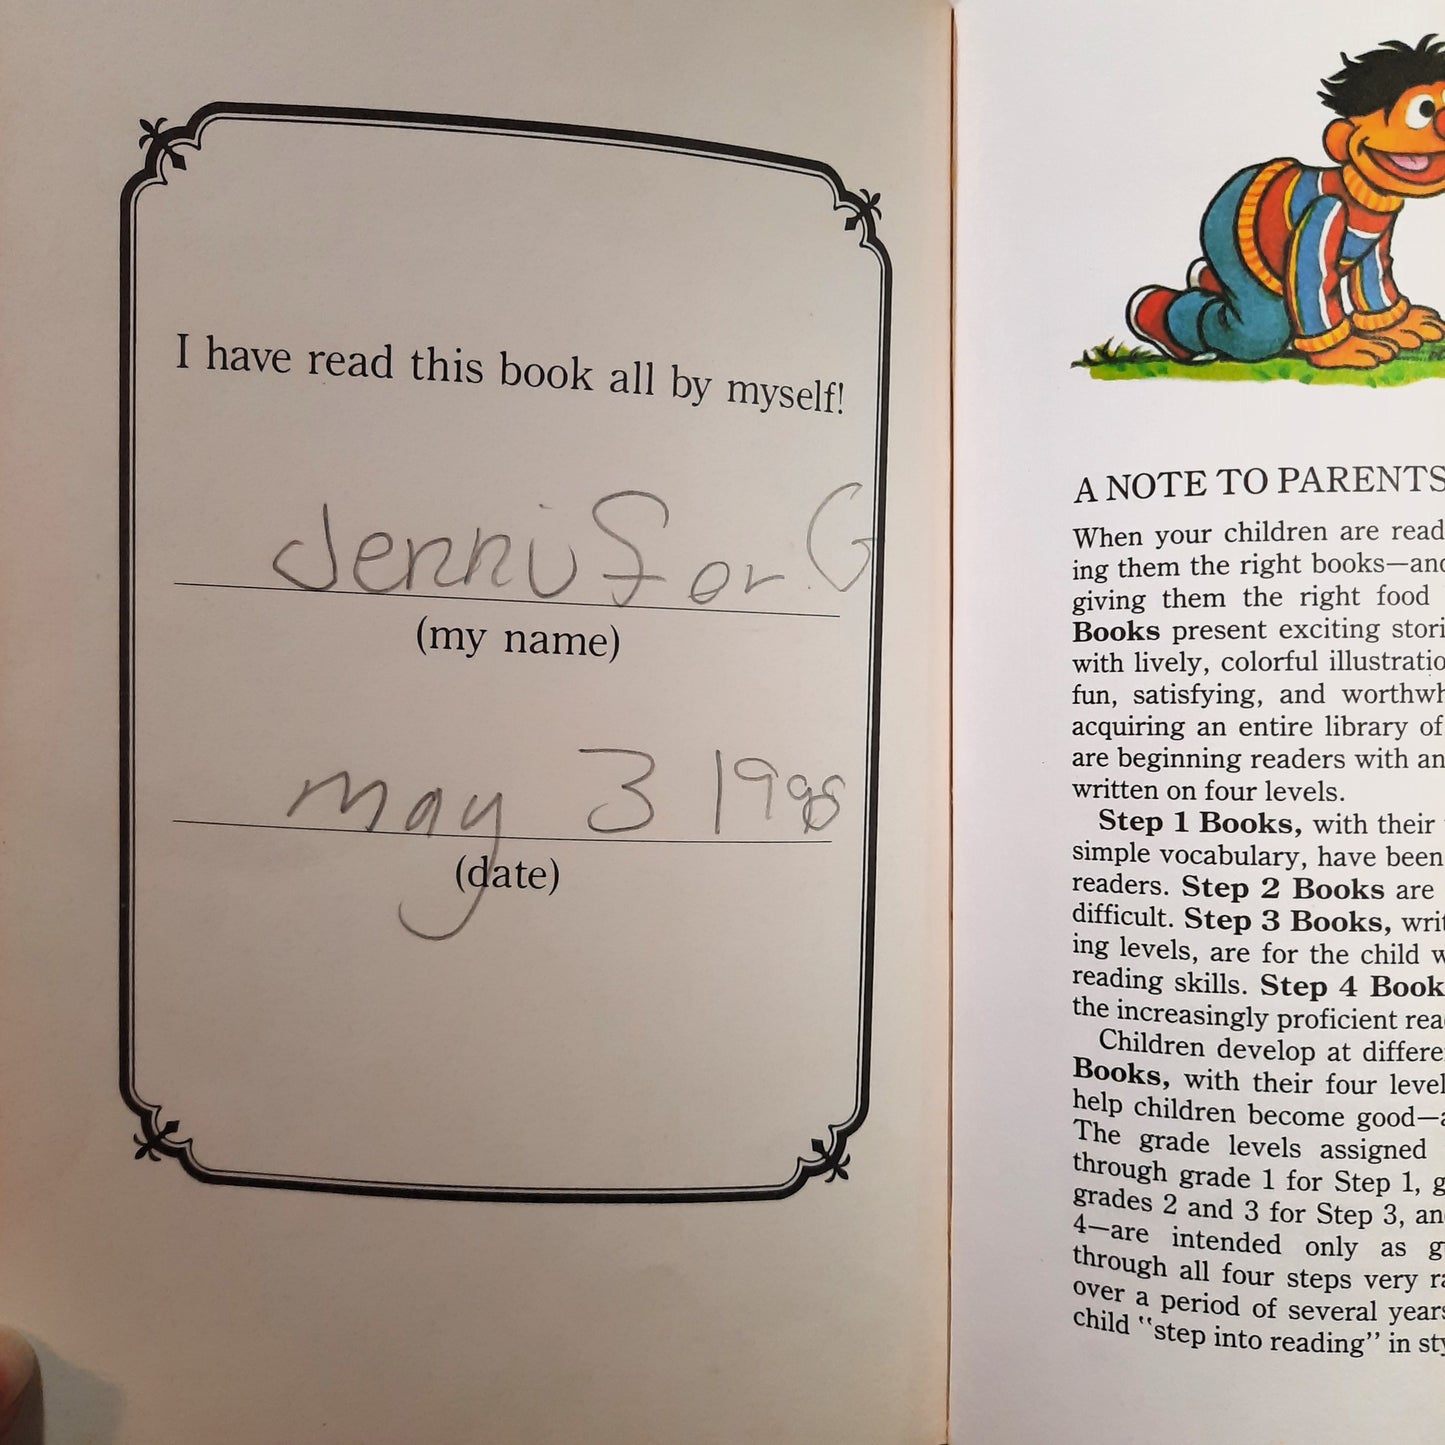 I have read this book all by myself!
Jennifer G
(my name)
may 3 1998
(date)
A NOTE TO PARENTS
When your children are read
ing them the right books—and
giving them the right food
Books present exciting stori
with lively, colorful illustratio
fun, satisfying, and worthwh
acquiring an entire library of
are beginning readers with an
written on four levels.
Step 1 Books, with their
simple vocabulary, have been
readers. Step 2 Books are
difficult. Step 3 Books, writ
ing levels, are for the child w
reading skills. Step 4 Book
the increasingly proficient rea
Children develop at differe
Books, with their four level
help children become good—a
The grade levels assigned
through grade 1 for Step 1, g
grades 2 and 3 for Step 3, an
4—are intended only as g
through all four steps very ra
over a period of several years
child "step into reading" in sty